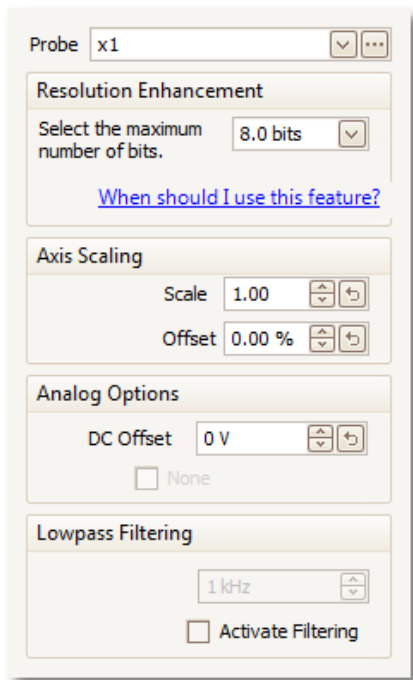 Probe x1
Resolution Enhancement
Select the maximum 8.0 bits
number of bits.
When should I use this feature?
Axis Scaling
Scale 1.00
Offset 0.00 %
Analog Options
DC Offset 0 V
None
Lowpass Filtering
1 kHz
Activate Filtering